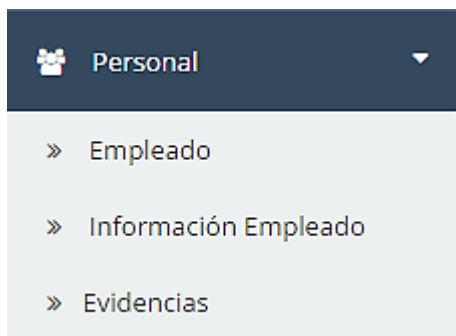 Personal
» Empleado
» Información Empleado
» Evidencias